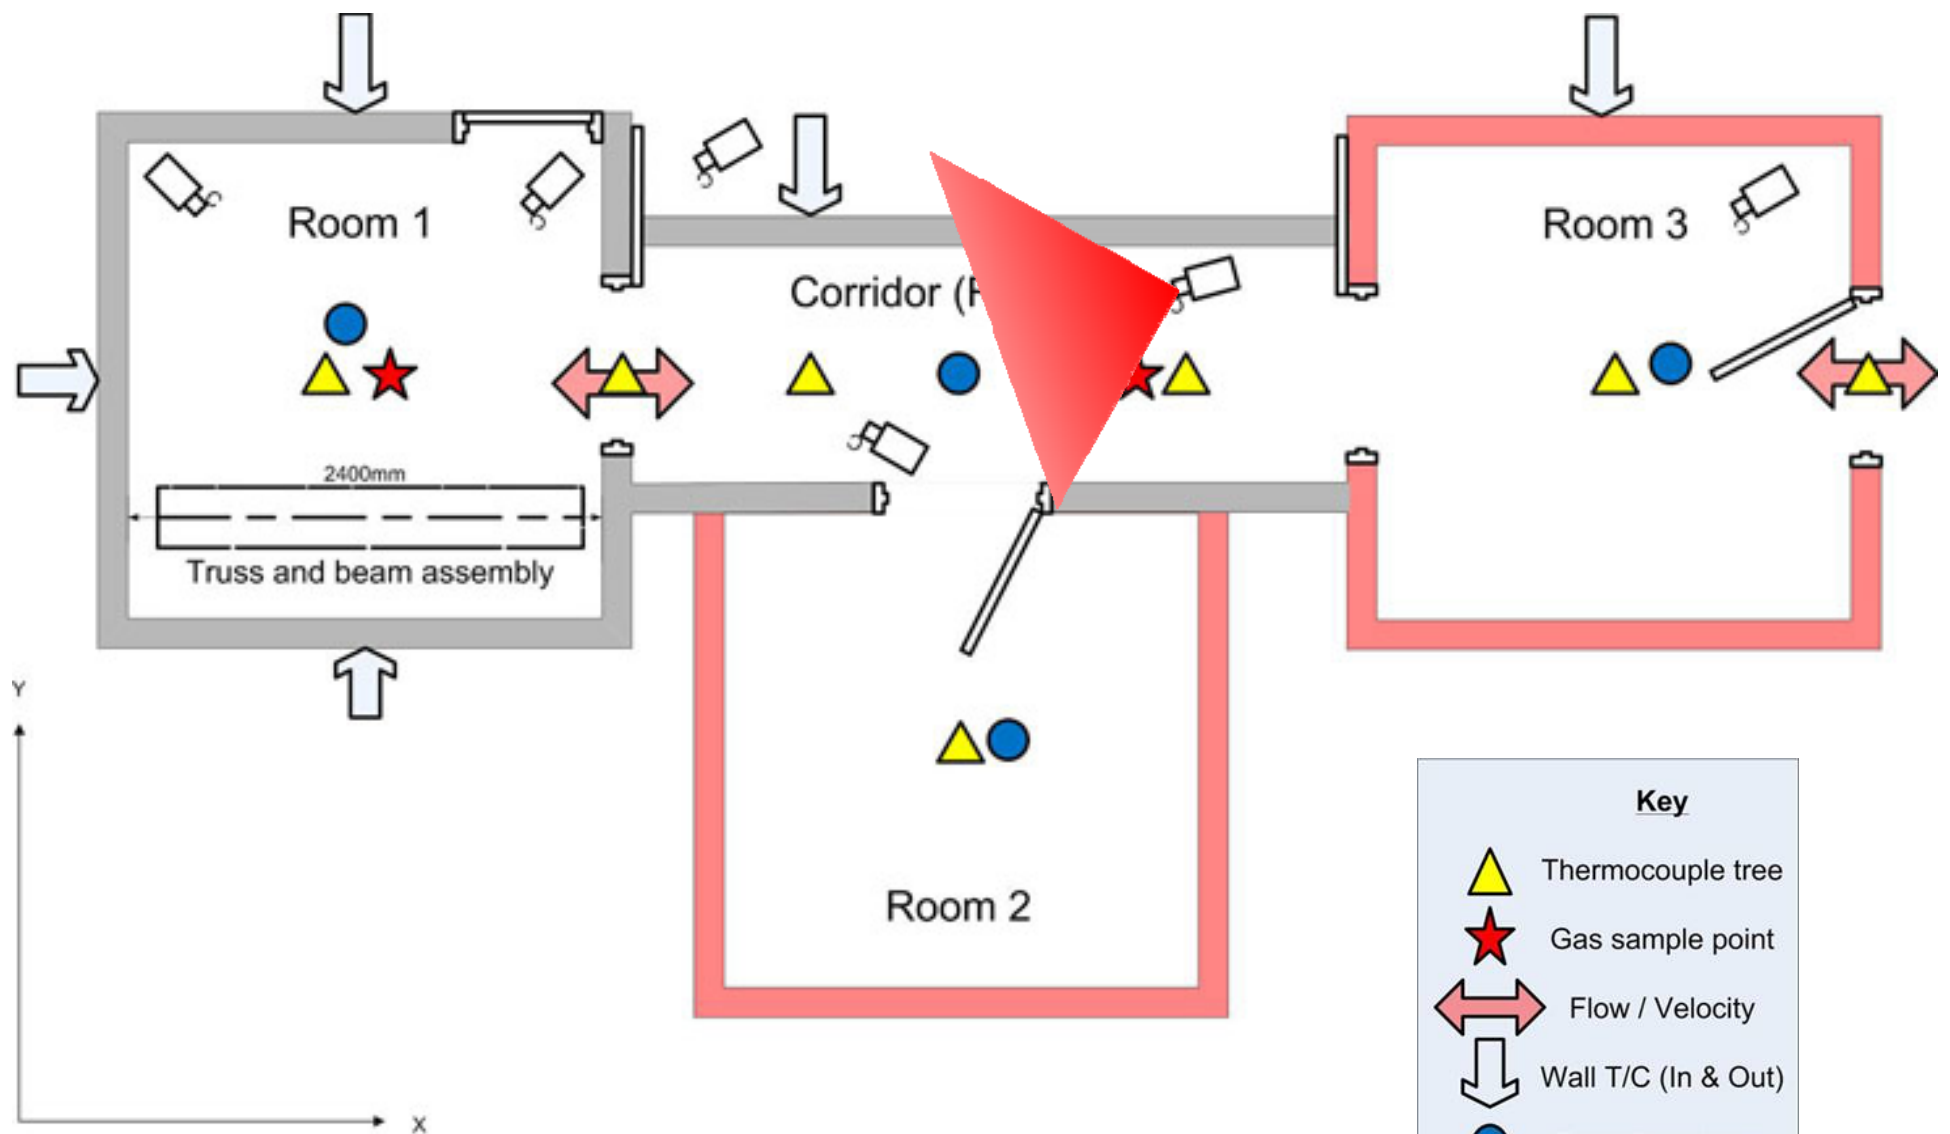 Room 1
Corridor (
Room 3
2400mm
Truss and beam assembly
Room 2
Y
X
Key
Thermocouple tree
Gas sample point
Flow / Velocity
Wall T/C (In & Out)